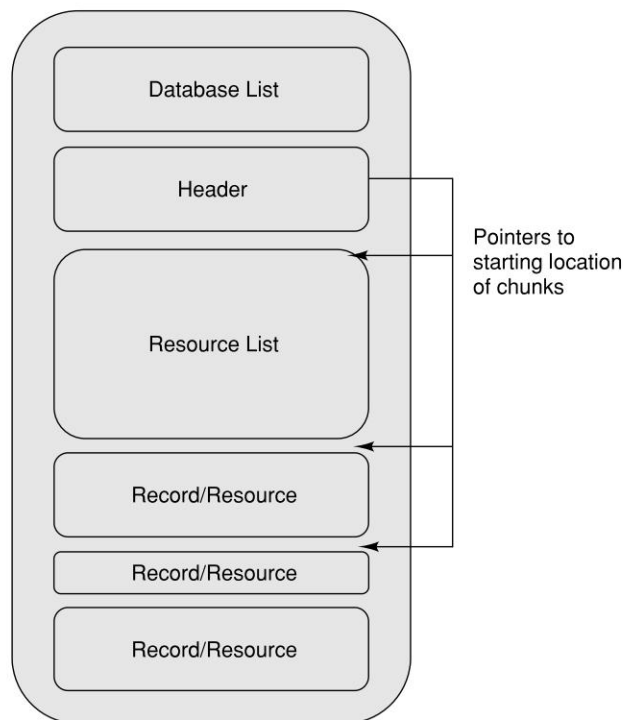 Database List
Header
Pointers to
starting location
of chunks
Resource List
Record/Resource
Record/Resource
Record/Resource